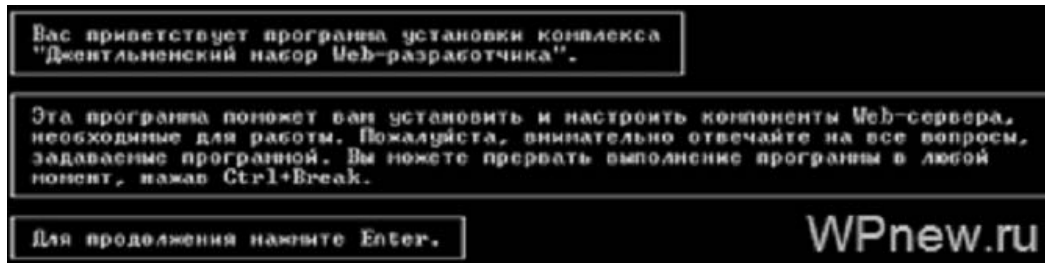 Вас приветствует программа установки комплекса
"Джентльменский набор Web-разработчика".
Эта программа поможет вам установить и настроить компоненты Web-сервера,
необходимые для работы. Пожалуйста, внимательно отвечайте на все вопросы,
задаваемые программой. Вы можете прервать выполнение программы в любой
момент, нажав Ctrl+Break.
Для продолжения нажмите Enter.
WPnew.ru